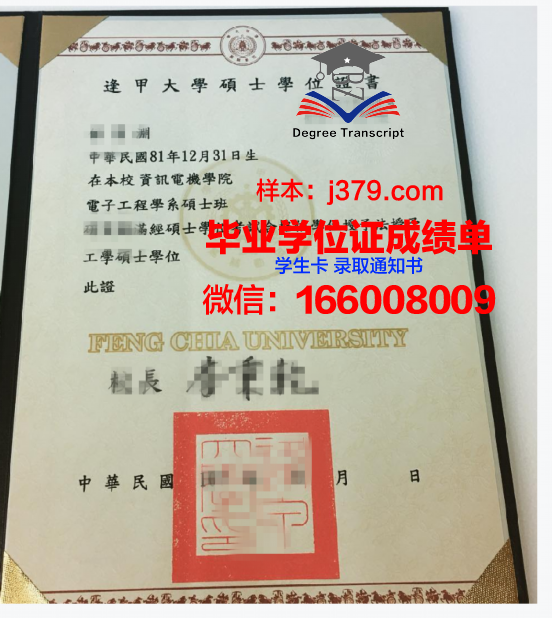 逢甲大學碩士學位證書
Degree Transcript
中華民國81年12月31日生
在本校資訊電機學院
样本：j379.com
電子工程學系碩士班
毕业学位证成绩单
工學碩士學位
学生卡 录取通知书
此證
微信：166008009
FENG CHIA UNIVERSITY
校長
中華民國 月 日